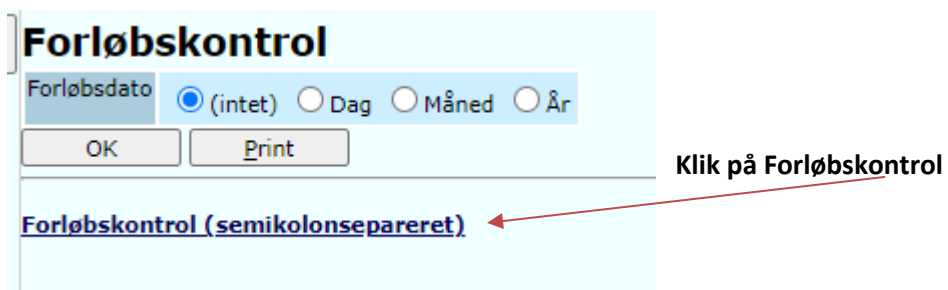 Forløbskontrol
Forløbsdato (intet) Dag Måned År
OK Print
Klik på Forløbskontrol
Forløbskontrol (semikolonsepareret)